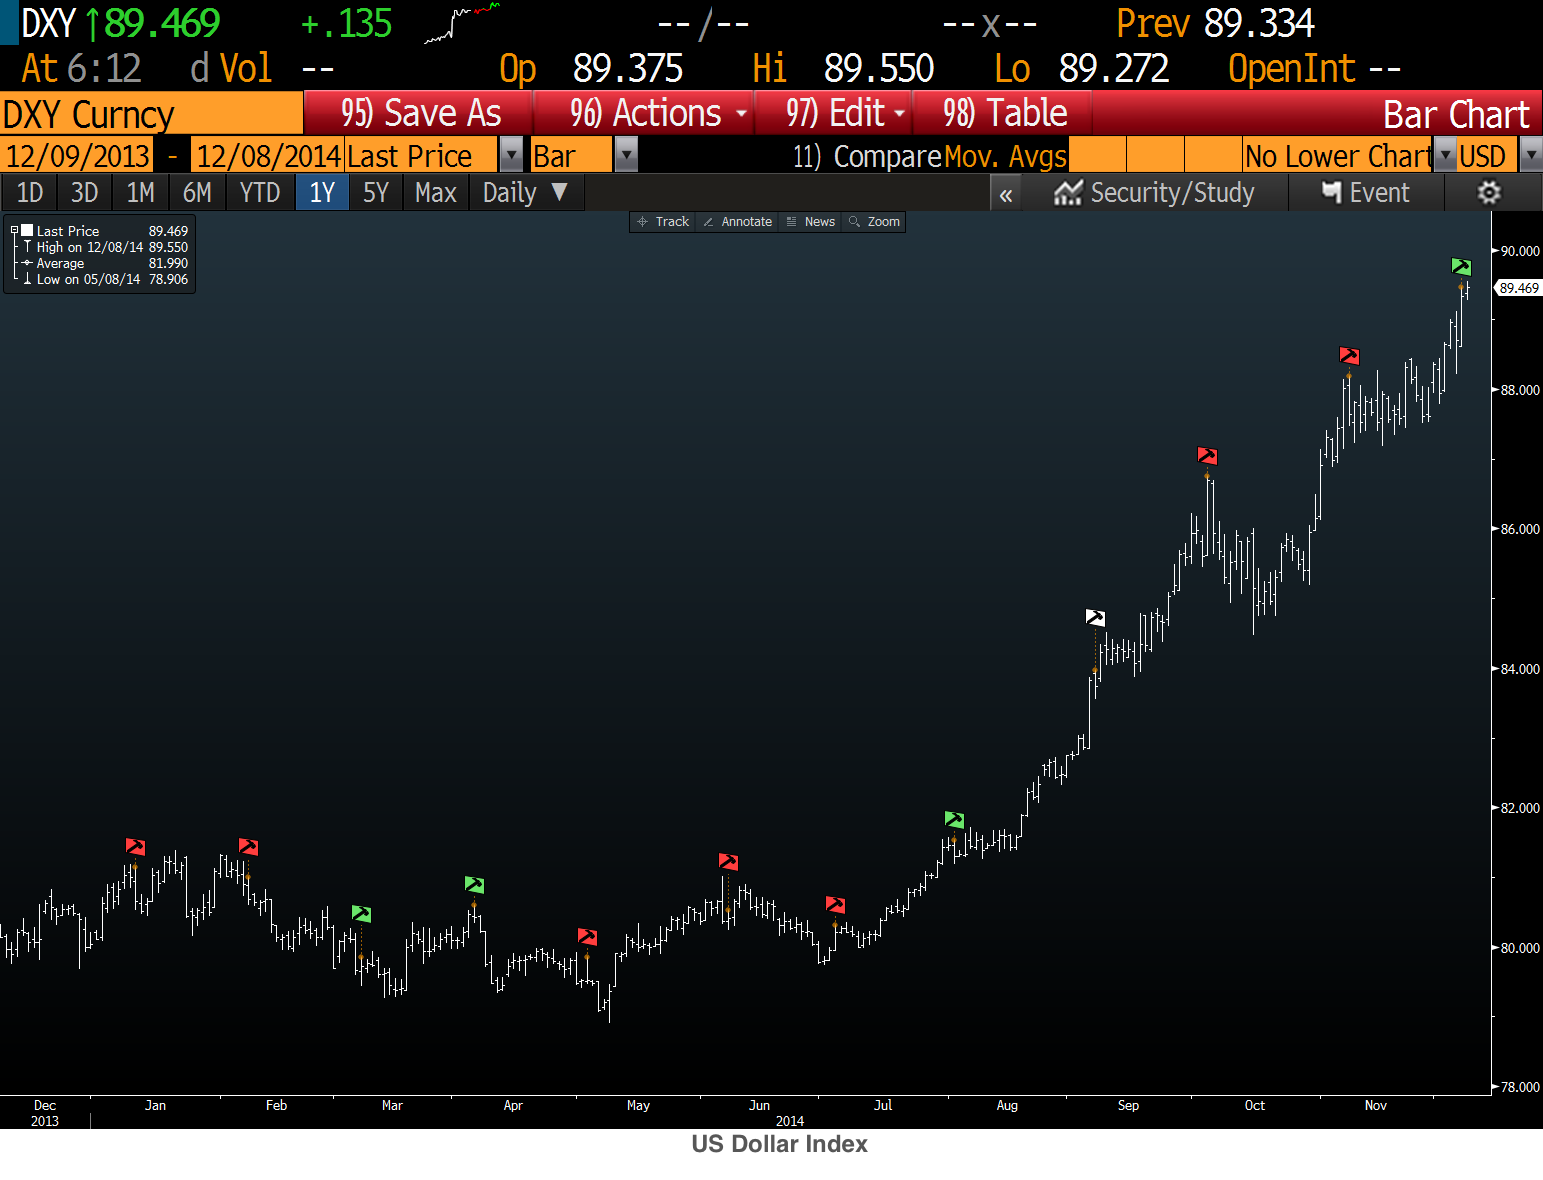 DXY ↑89.469 +.135 --/-- --x-- Prev 89.334
At 6:12 d Vol -- Op 89.375 Hi 89.550 Lo 89.272 OpenInt --
DXY Curncy 95) Save As 96) Actions 97) Edit 98) Table Bar Chart
12/09/2013 - 12/08/2014 Last Price Bar 11) Compare Mov. Avgs No Lower Chart USD
1D 3D 1M 6M YTD 1Y 5Y Max Daily ▼ « Security/Study Event
Track Annotate News Zoom
Last Price 89.469
High on 12/08/14 89.550
Average 81.990
Low on 05/08/14 78.906
90.000
89.469
88.000
86.000
84.000
82.000
80.000
78.000
Dec Jan Feb Mar Apr May Jun Jul Aug Sep Oct Nov
2013 2014
US Dollar Index